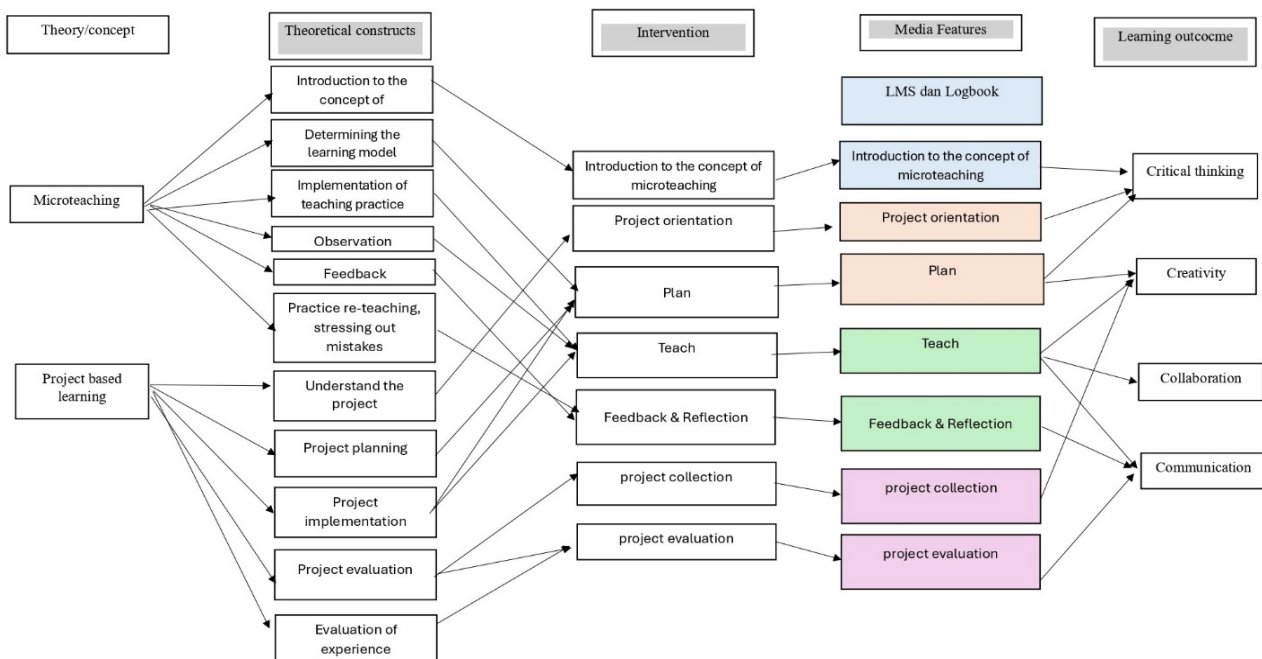 Theory/concept
Theoretical constructs
Intervention
Media Features
Learning outcocme
Microteaching
Project based
learning
Introduction to the
concept of
Determining the
learning model
Implementation of
teaching practice
Observation
Feedback
Practice re-teaching,
stressing out
mistakes
Understand the
project
Project planning
Project
implementation
Project evaluation
Evaluation of
experience
Introduction to the concept of
microteaching
Project orientation
Plan
Teach
Feedback & Reflection
project collection
project evaluation
LMS dan Logbook
Introduction to the concept of
microteaching
Project orientation
Plan
Teach
Feedback & Reflection
project collection
project evaluation
Critical thinking
Creativity
Collaboration
Communication